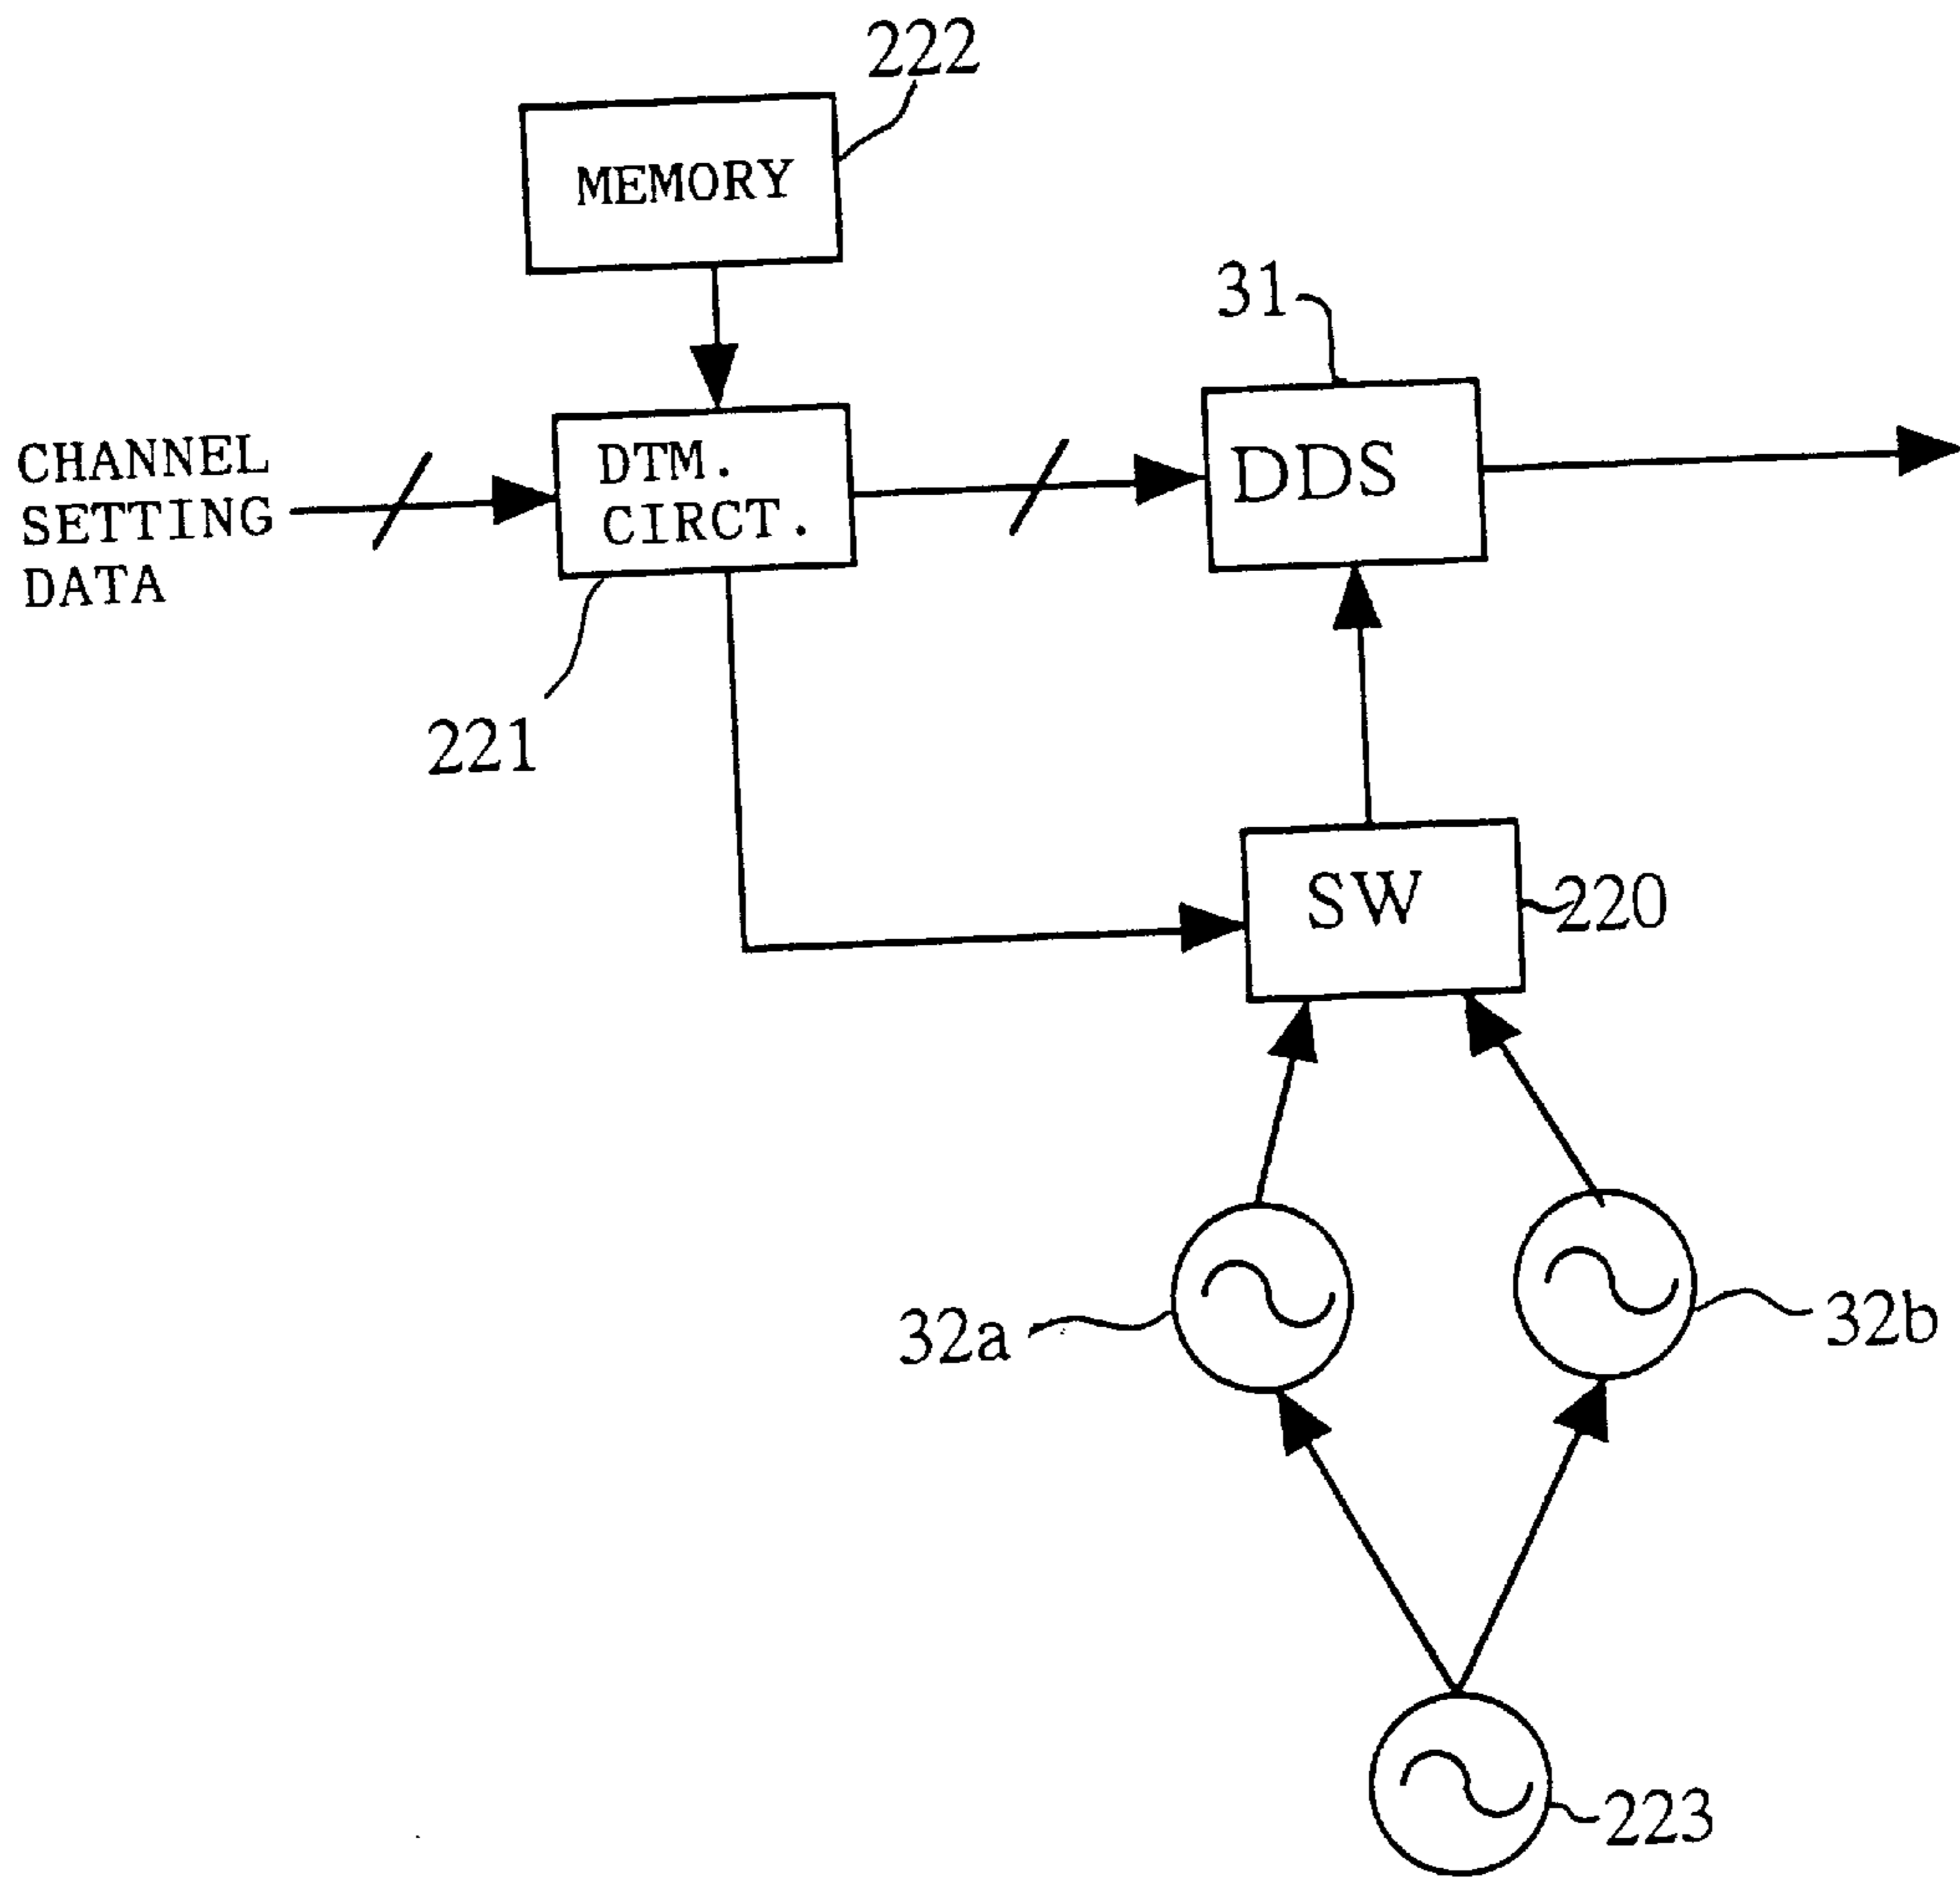 222
MEMORY
31
CHANNEL
SETTING
DATA
DTM.
CIRCT.
DDS
221
SW
220
32a
32b
223